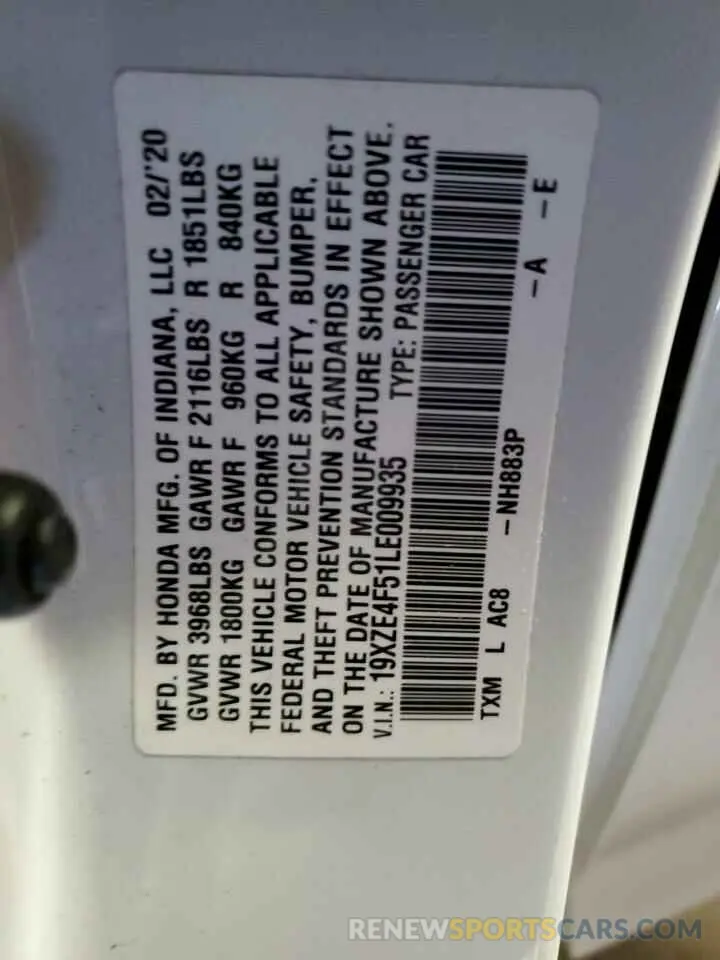 MFD. BY HONDA MFG. OF INDIANA, LLC 02/'20
GVWR 3968LBS GAWR F 2116LBS R 1851LBS
GVWR 1800KG GAWR F 960KG R 840KG
THIS VEHICLE CONFORMS TO ALL APPLICABLE
FEDERAL MOTOR VEHICLE SAFETY, BUMPER,
AND THEFT PREVENTION STANDARDS IN EFFECT
ON THE DATE OF MANUFACTURE SHOWN ABOVE.
V.I.N.: 19XZE4F51LE009935 TYPE: PASSENGER CAR
TXM L AC8 -NH883P -A -E
RENEWSPORTSCARS.COM